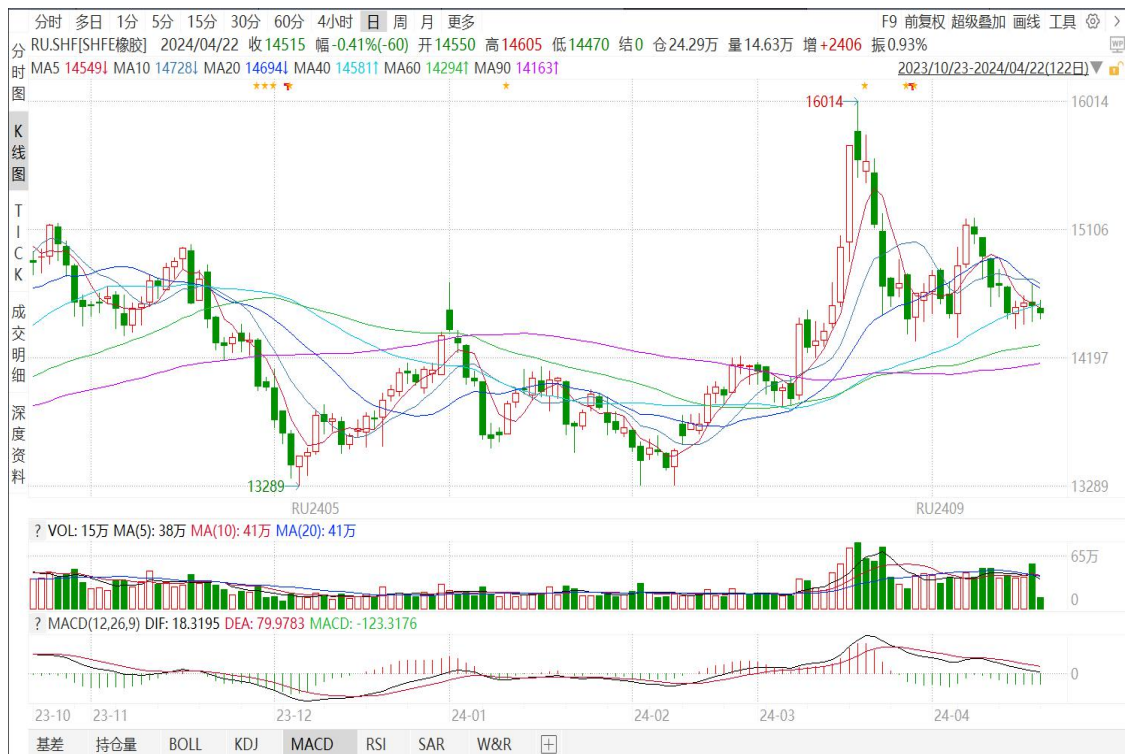 分时 多日 1分 5分 15分 30分 60分 4小时 日 周 月 更多 F9 前复权 超级叠加 画线 工具
RU.SHF[SHFE橡胶] 2024/04/22 收14515 幅-0.41%(-60) 开14550 高14605 低14470 结0 仓24.29万 量14.63万 增+2406 振0.93%
WP
MA5 14549↓ MA10 14728↓ MA20 14694↓ MA40 14581↑ MA60 14294↑ MA90 14163↑ 2023/10/23-2024/04/22(122日)▼
分时图
K线图
TICK
成交明细
深度资料
16014 16014
15106
14197
13289 13289
RU2405 RU2409
? VOL: 15万 MA(5): 38万 MA(10): 41万 MA(20): 41万
65万
0
? MACD(12,26,9) DIF: 18.3195 DEA: 79.9783 MACD: -123.3176
0
23-10 23-11 23-12 24-01 24-02 24-03 24-04
基差 持仓量 BOLL KDJ MACD RSI SAR W&R